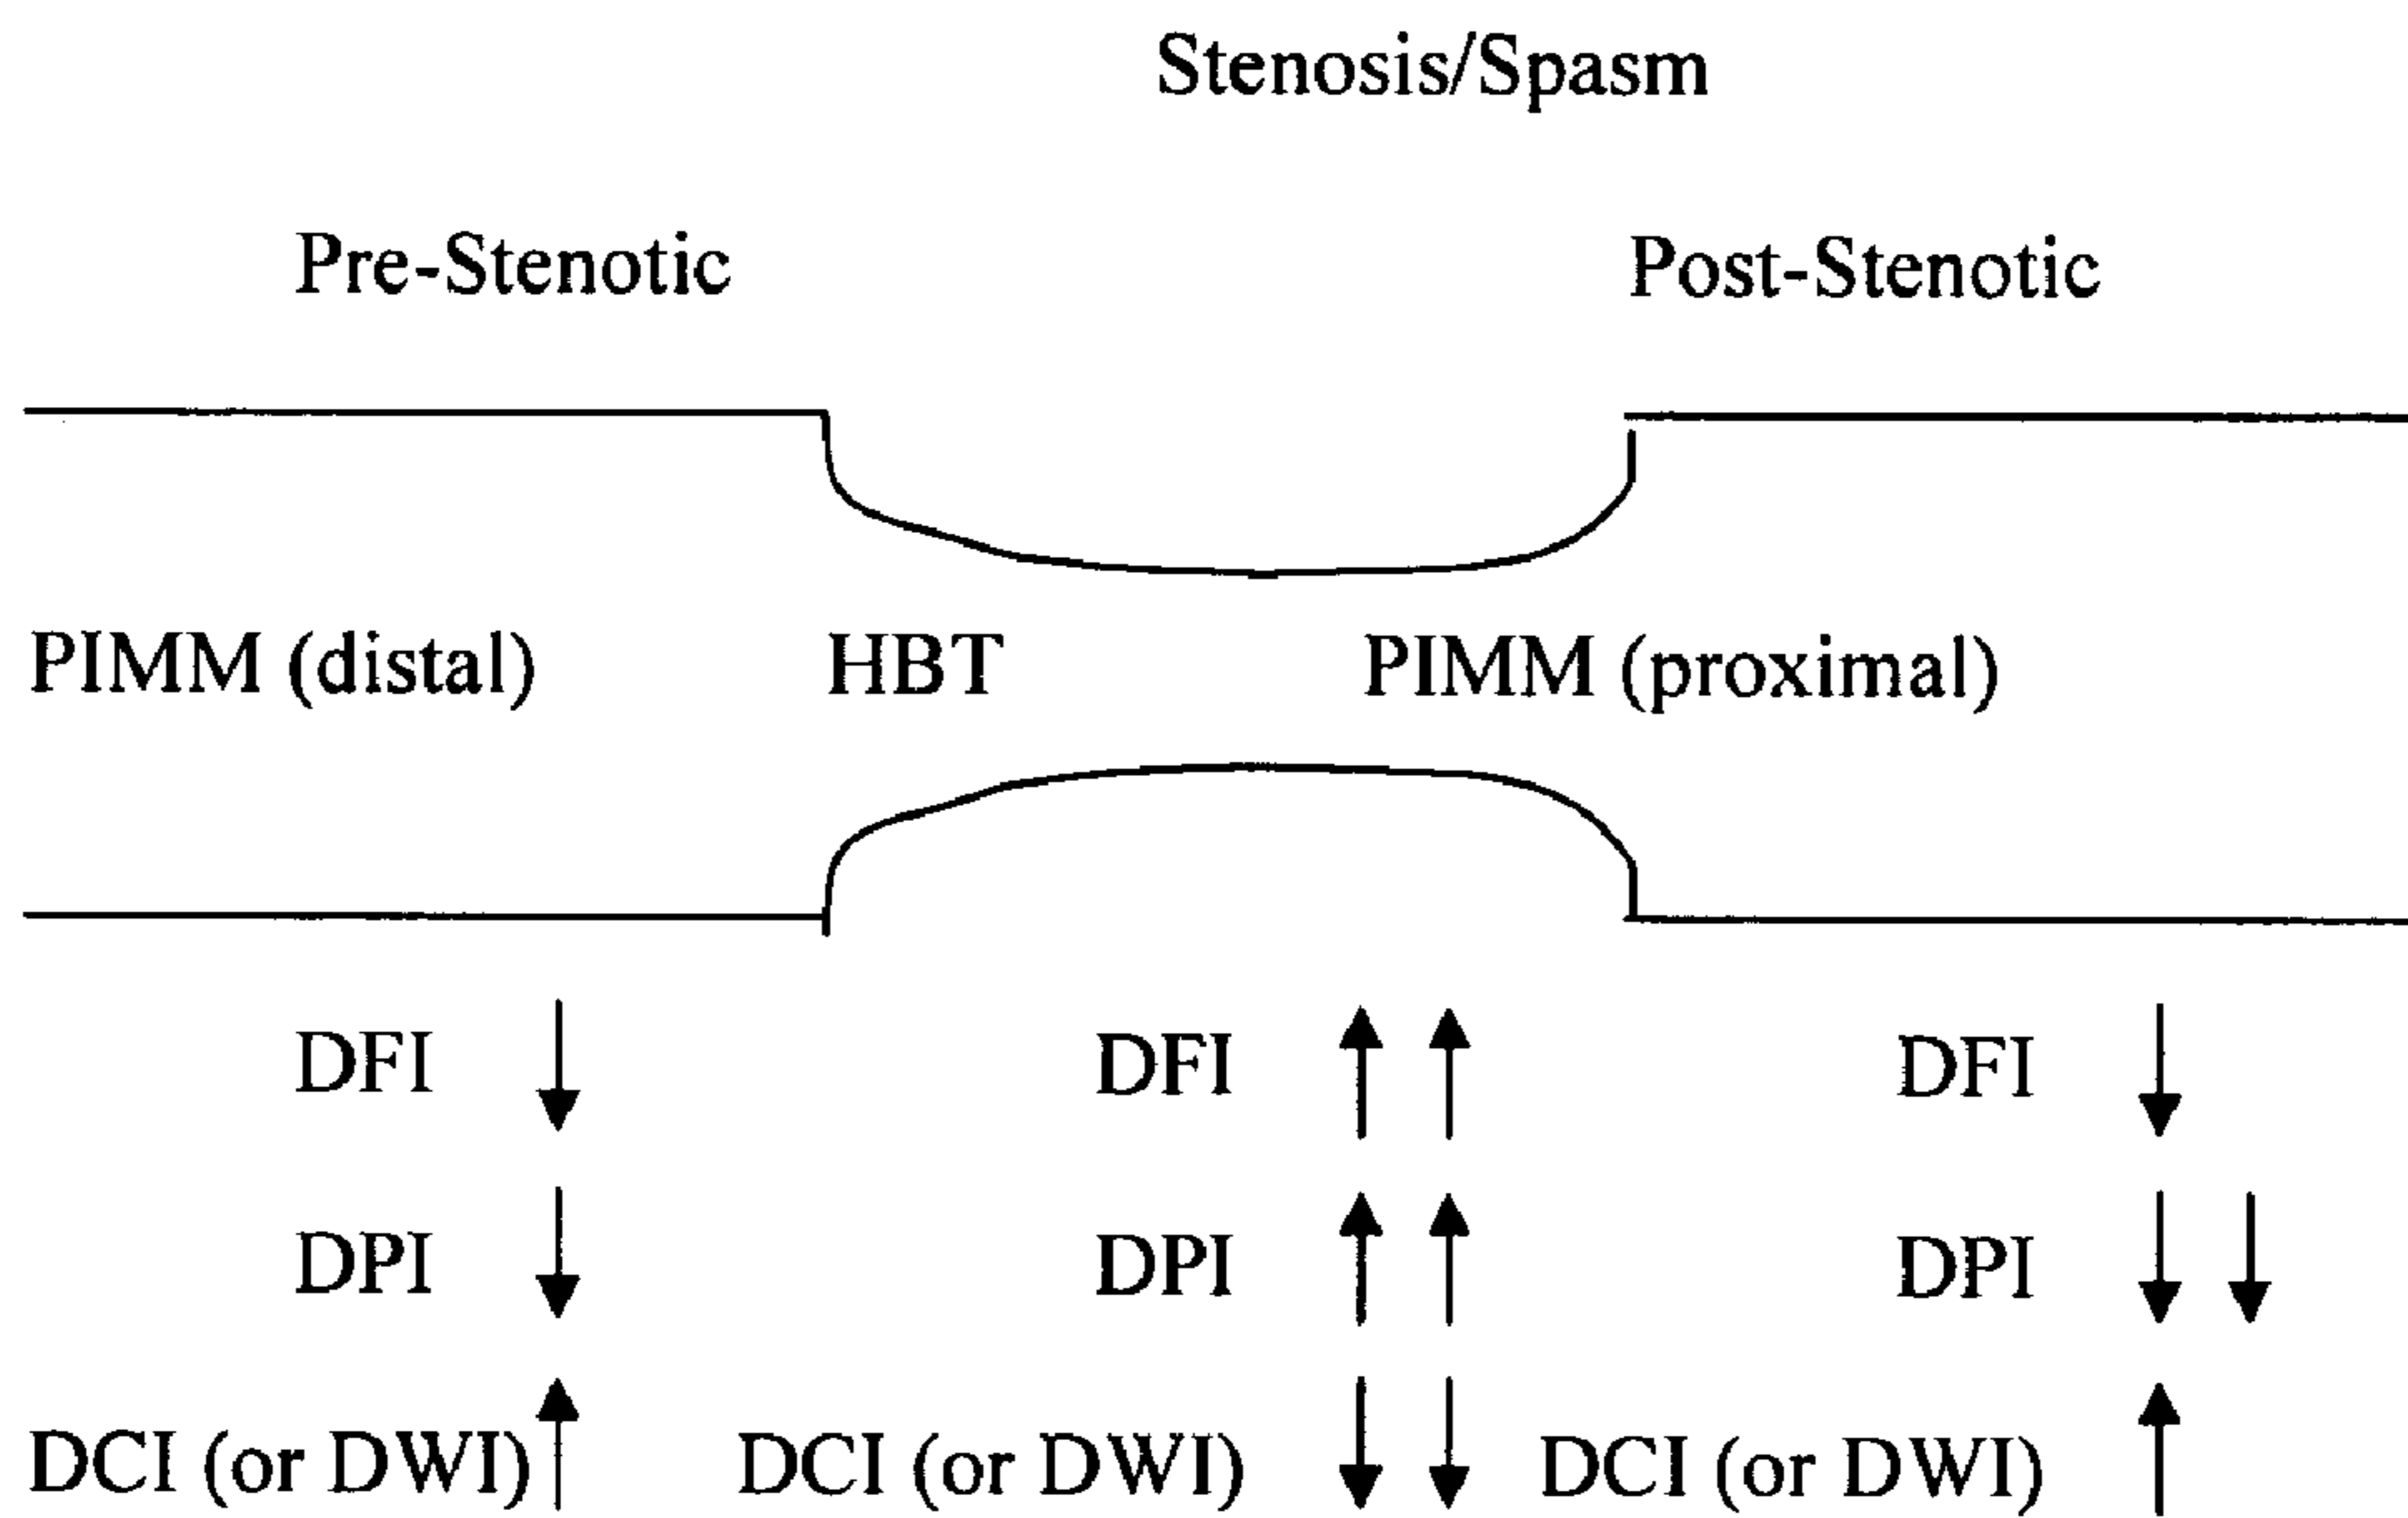 Stenosis/Spasm
Pre-Stenotic Post-Stenotic
PIMM (distal) HBT PIMM (proximal)
DFI DFI DFI
DPI DPI DPI
DCI (or DWI) DCI (or DWI) DCI (or DWI)